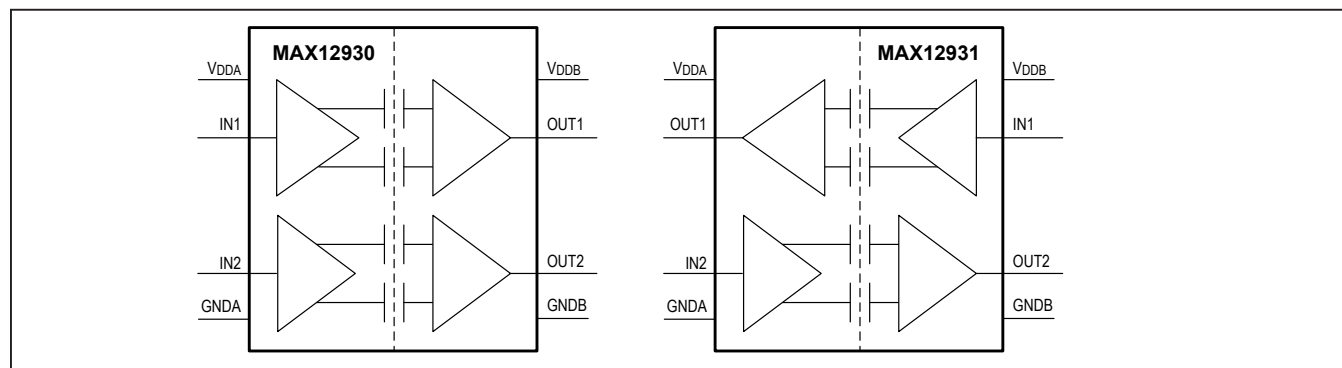 MAX12930
VDDA
VDDB
IN1
OUT1
IN2
OUT2
GNDA
GNDB
MAX12931
VDDA
VDDB
OUT1
IN1
IN2
OUT2
GNDA
GNDB